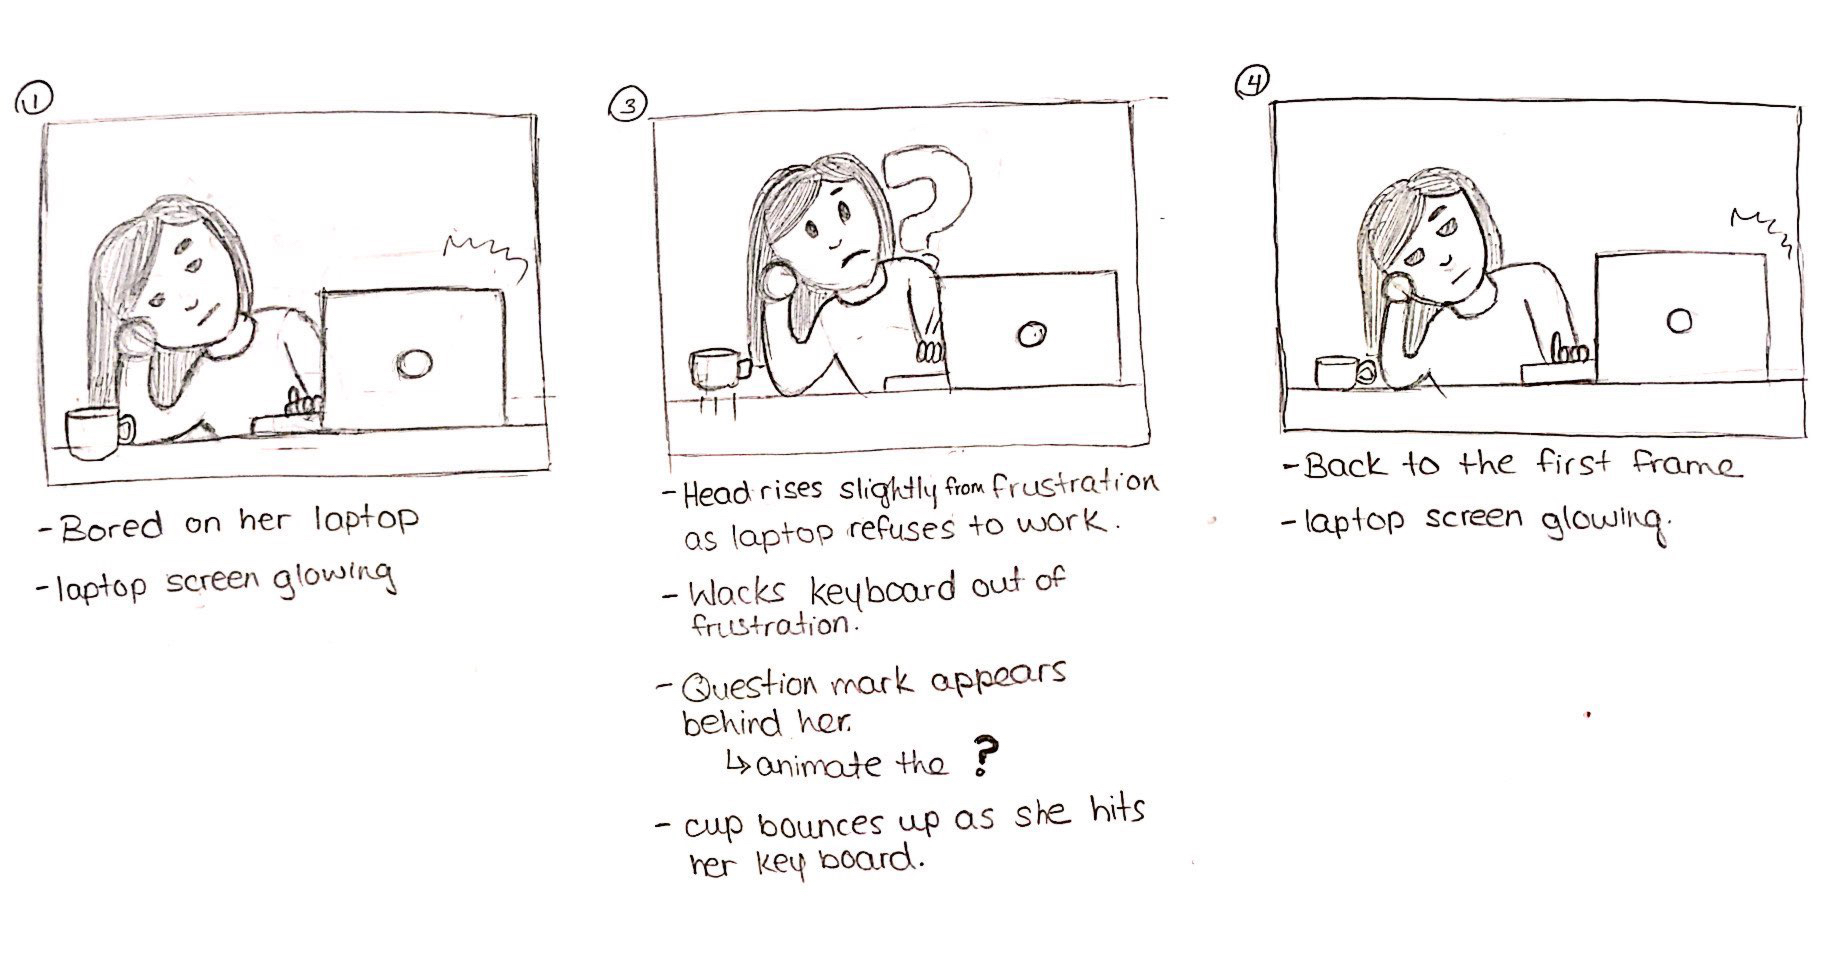 1
- Bored on her laptop
- laptop screen glowing
3
?
- Head rises slightly from frustration
as laptop refuses to work.
- Wacks keyboard out of
frustration.
- Question mark appears
behind her.
↳ animate the ?
- cup bounces up as she hits
her key board.
4
- Back to the first frame
- laptop screen glowing.